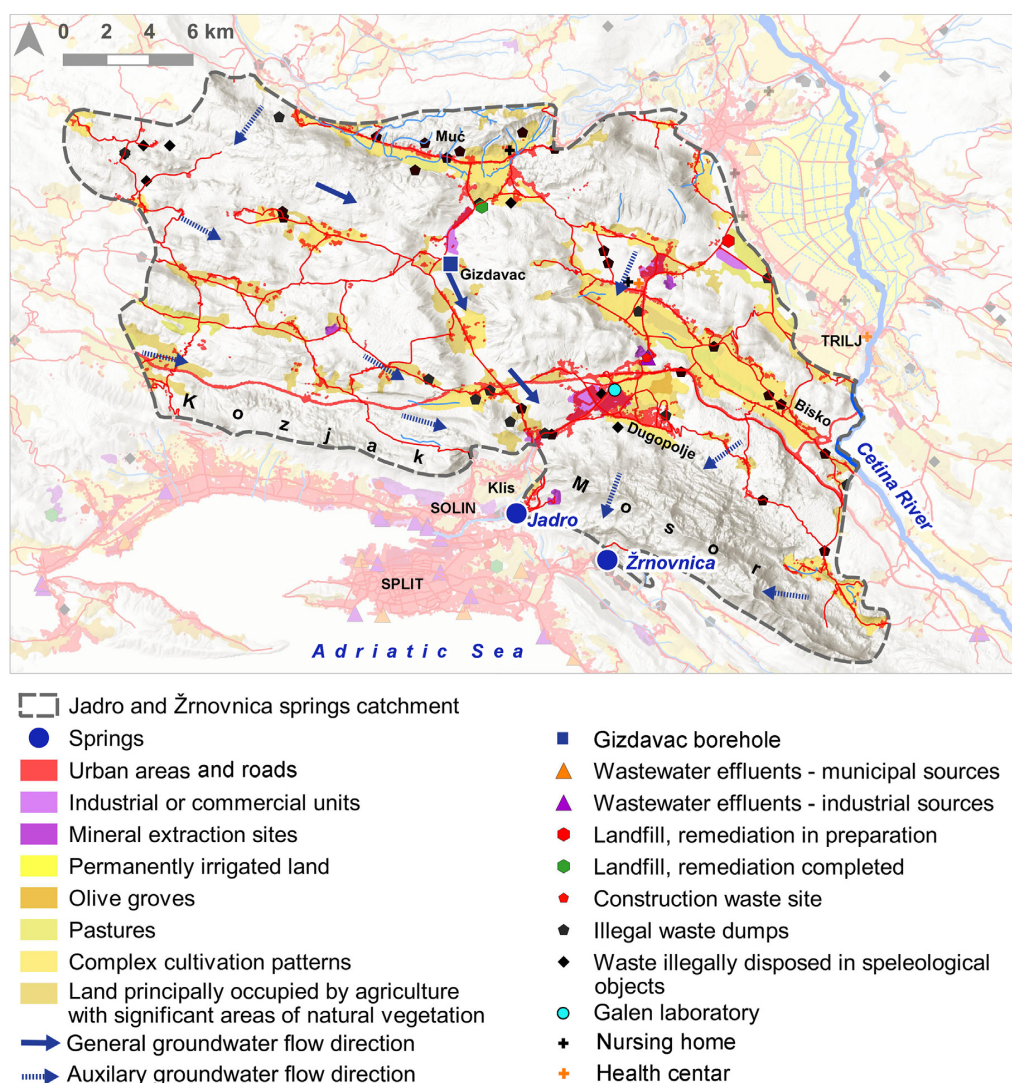 0 2 4 6 km
Muč
Gizdavac
TRILJ
Bisko
Kozjak
Dugopolje
Cetina River
Klis
Mosor
SOLIN
Jadro
Žrnovnica
SPLIT
Adriatic Sea
Jadro and Žrnovnica springs catchment
Springs
Urban areas and roads
Industrial or commercial units
Mineral extraction sites
Permanently irrigated land
Olive groves
Pastures
Complex cultivation patterns
Land principally occupied by agriculture
with significant areas of natural vegetation
General groundwater flow direction
Auxilary groundwater flow direction
Gizdavac borehole
Wastewater effluents - municipal sources
Wastewater effluents - industrial sources
Landfill, remediation in preparation
Landfill, remediation completed
Construction waste site
Illegal waste dumps
Waste illegally disposed in speleological
objects
Galen laboratory
Nursing home
Health centar